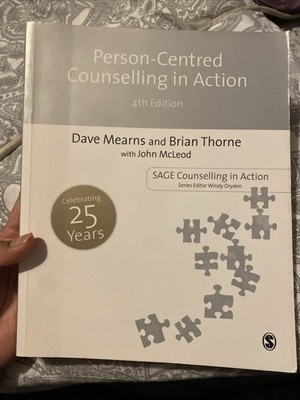 Person-Centred
Counselling in Action
4th Edition
Dave Mearns and Brian Thorne
with John McLeod
SAGE Counselling in Action
Series Editor Windy Dryden
Celebrating
25
Years
S